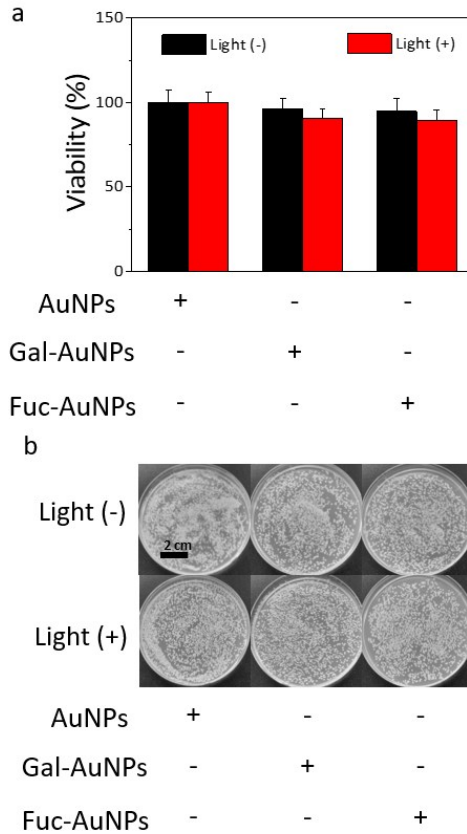 a
150
Light (-) Light (+)
100
Viability (%)
50
0
AuNPs + - -
Gal-AuNPs - + -
Fuc-AuNPs - - +
b
Light (-)
2 cm
Light (+)
AuNPs + - -
Gal-AuNPs - + -
Fuc-AuNPs - - +